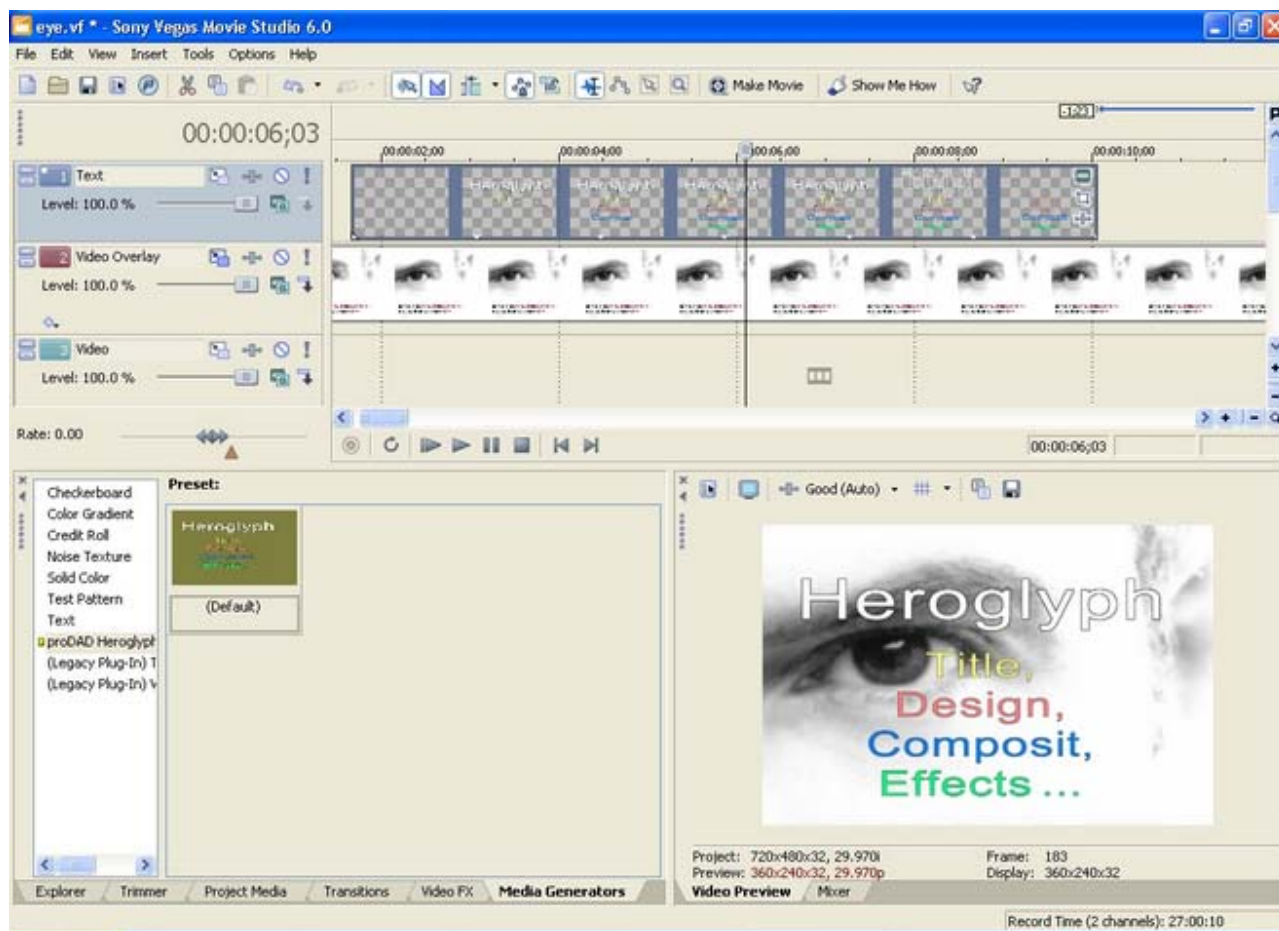 eye.vf * - Sony Vegas Movie Studio 6.0
File Edit View Insert Tools Options Help
Make Movie Show Me How
-1:23
00:00:06;03
00:00:02;00 00:00:04;00 00:00:06;00 00:00:08;00 00:00:10;00
1 Text
Level: 100.0 %
2 Video Overlay
Level: 100.0 %
3 Video
Level: 100.0 %
Rate: 0.00
00:00:06;03
Checkerboard
Color Gradient
Credit Roll
Noise Texture
Solid Color
Test Pattern
Text
proDAD Heroglyph
(Legacy Plug-In) T
(Legacy Plug-In) V
Preset:
Heroglyph
(Default)
Good (Auto)
Heroglyph
Title,
Design,
Composit,
Effects ...
Project: 720x480x32, 29.970i Frame: 183
Preview: 360x240x32, 29.970p Display: 360x240x32
Explorer Trimmer Project Media Transitions Video FX Media Generators Video Preview Mixer
Record Time (2 channels): 27:00:10